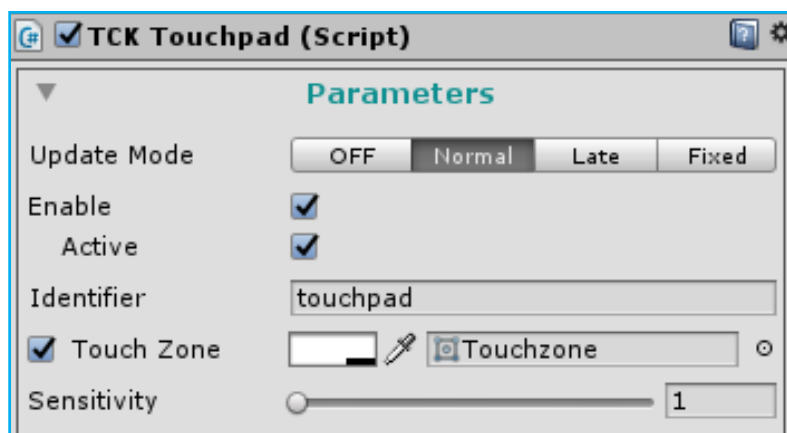 TCK Touchpad (Script)
Parameters
Update Mode OFF Normal Late Fixed
Enable
Active
Identifier touchpad
Touch Zone Touchzone
Sensitivity 1